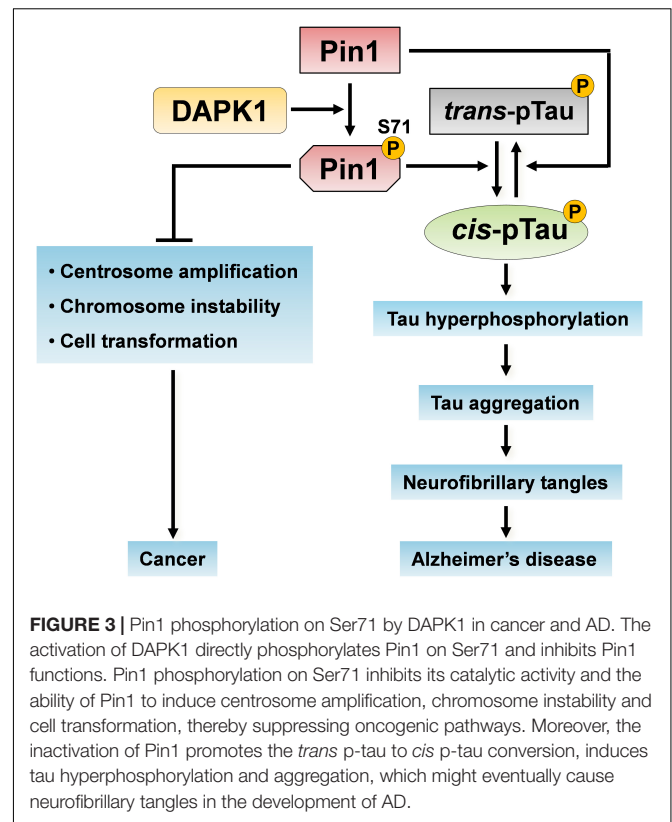 Pin1
DAPK1
S71
P
Pin1
P
trans-pTau
P
cis-pTau
• Centrosome amplification
• Chromosome instability
• Cell transformation
Cancer
Tau hyperphosphorylation
Tau aggregation
Neurofibrillary tangles
Alzheimer's disease
FIGURE 3 | Pin1 phosphorylation on Ser71 by DAPK1 in cancer and AD. The
activation of DAPK1 directly phosphorylates Pin1 on Ser71 and inhibits Pin1
functions. Pin1 phosphorylation on Ser71 inhibits its catalytic activity and the
ability of Pin1 to induce centrosome amplification, chromosome instability and
cell transformation, thereby suppressing oncogenic pathways. Moreover, the
inactivation of Pin1 promotes the trans p-tau to cis p-tau conversion, induces
tau hyperphosphorylation and aggregation, which might eventually cause
neurofibrillary tangles in the development of AD.